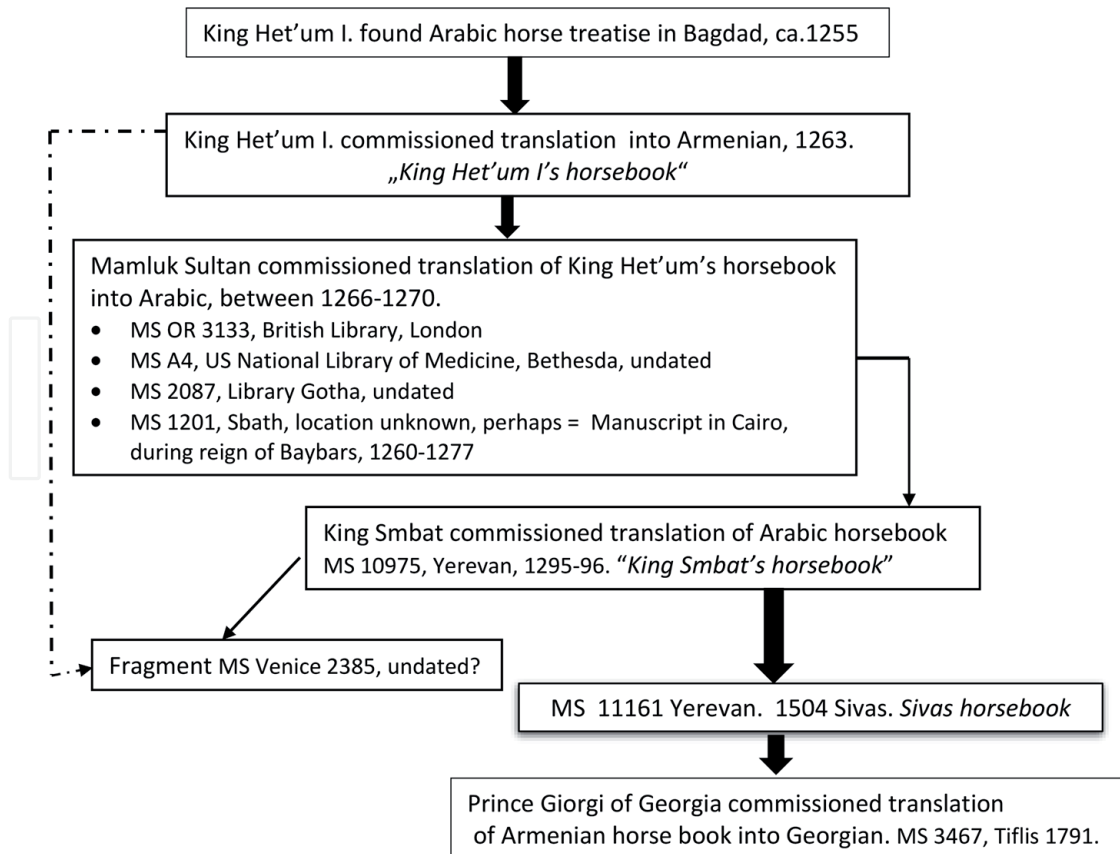 King Het’um I. found Arabic horse treatise in Bagdad, ca.1255
King Het’um I. commissioned translation into Armenian, 1263.
„King Het’um I’s horsebook“
Mamluk Sultan commissioned translation of King Het’um’s horsebook
into Arabic, between 1266-1270.
• MS OR 3133, British Library, London
• MS A4, US National Library of Medicine, Bethesda, undated
• MS 2087, Library Gotha, undated
• MS 1201, Sbath, location unknown, perhaps = Manuscript in Cairo,
during reign of Baybars, 1260-1277
King Smbat commissioned translation of Arabic horsebook
MS 10975, Yerevan, 1295-96. “King Smbat’s horsebook”
Fragment MS Venice 2385, undated?
MS 11161 Yerevan. 1504 Sivas. Sivas horsebook
Prince Giorgi of Georgia commissioned translation
of Armenian horse book into Georgian. MS 3467, Tiflis 1791.